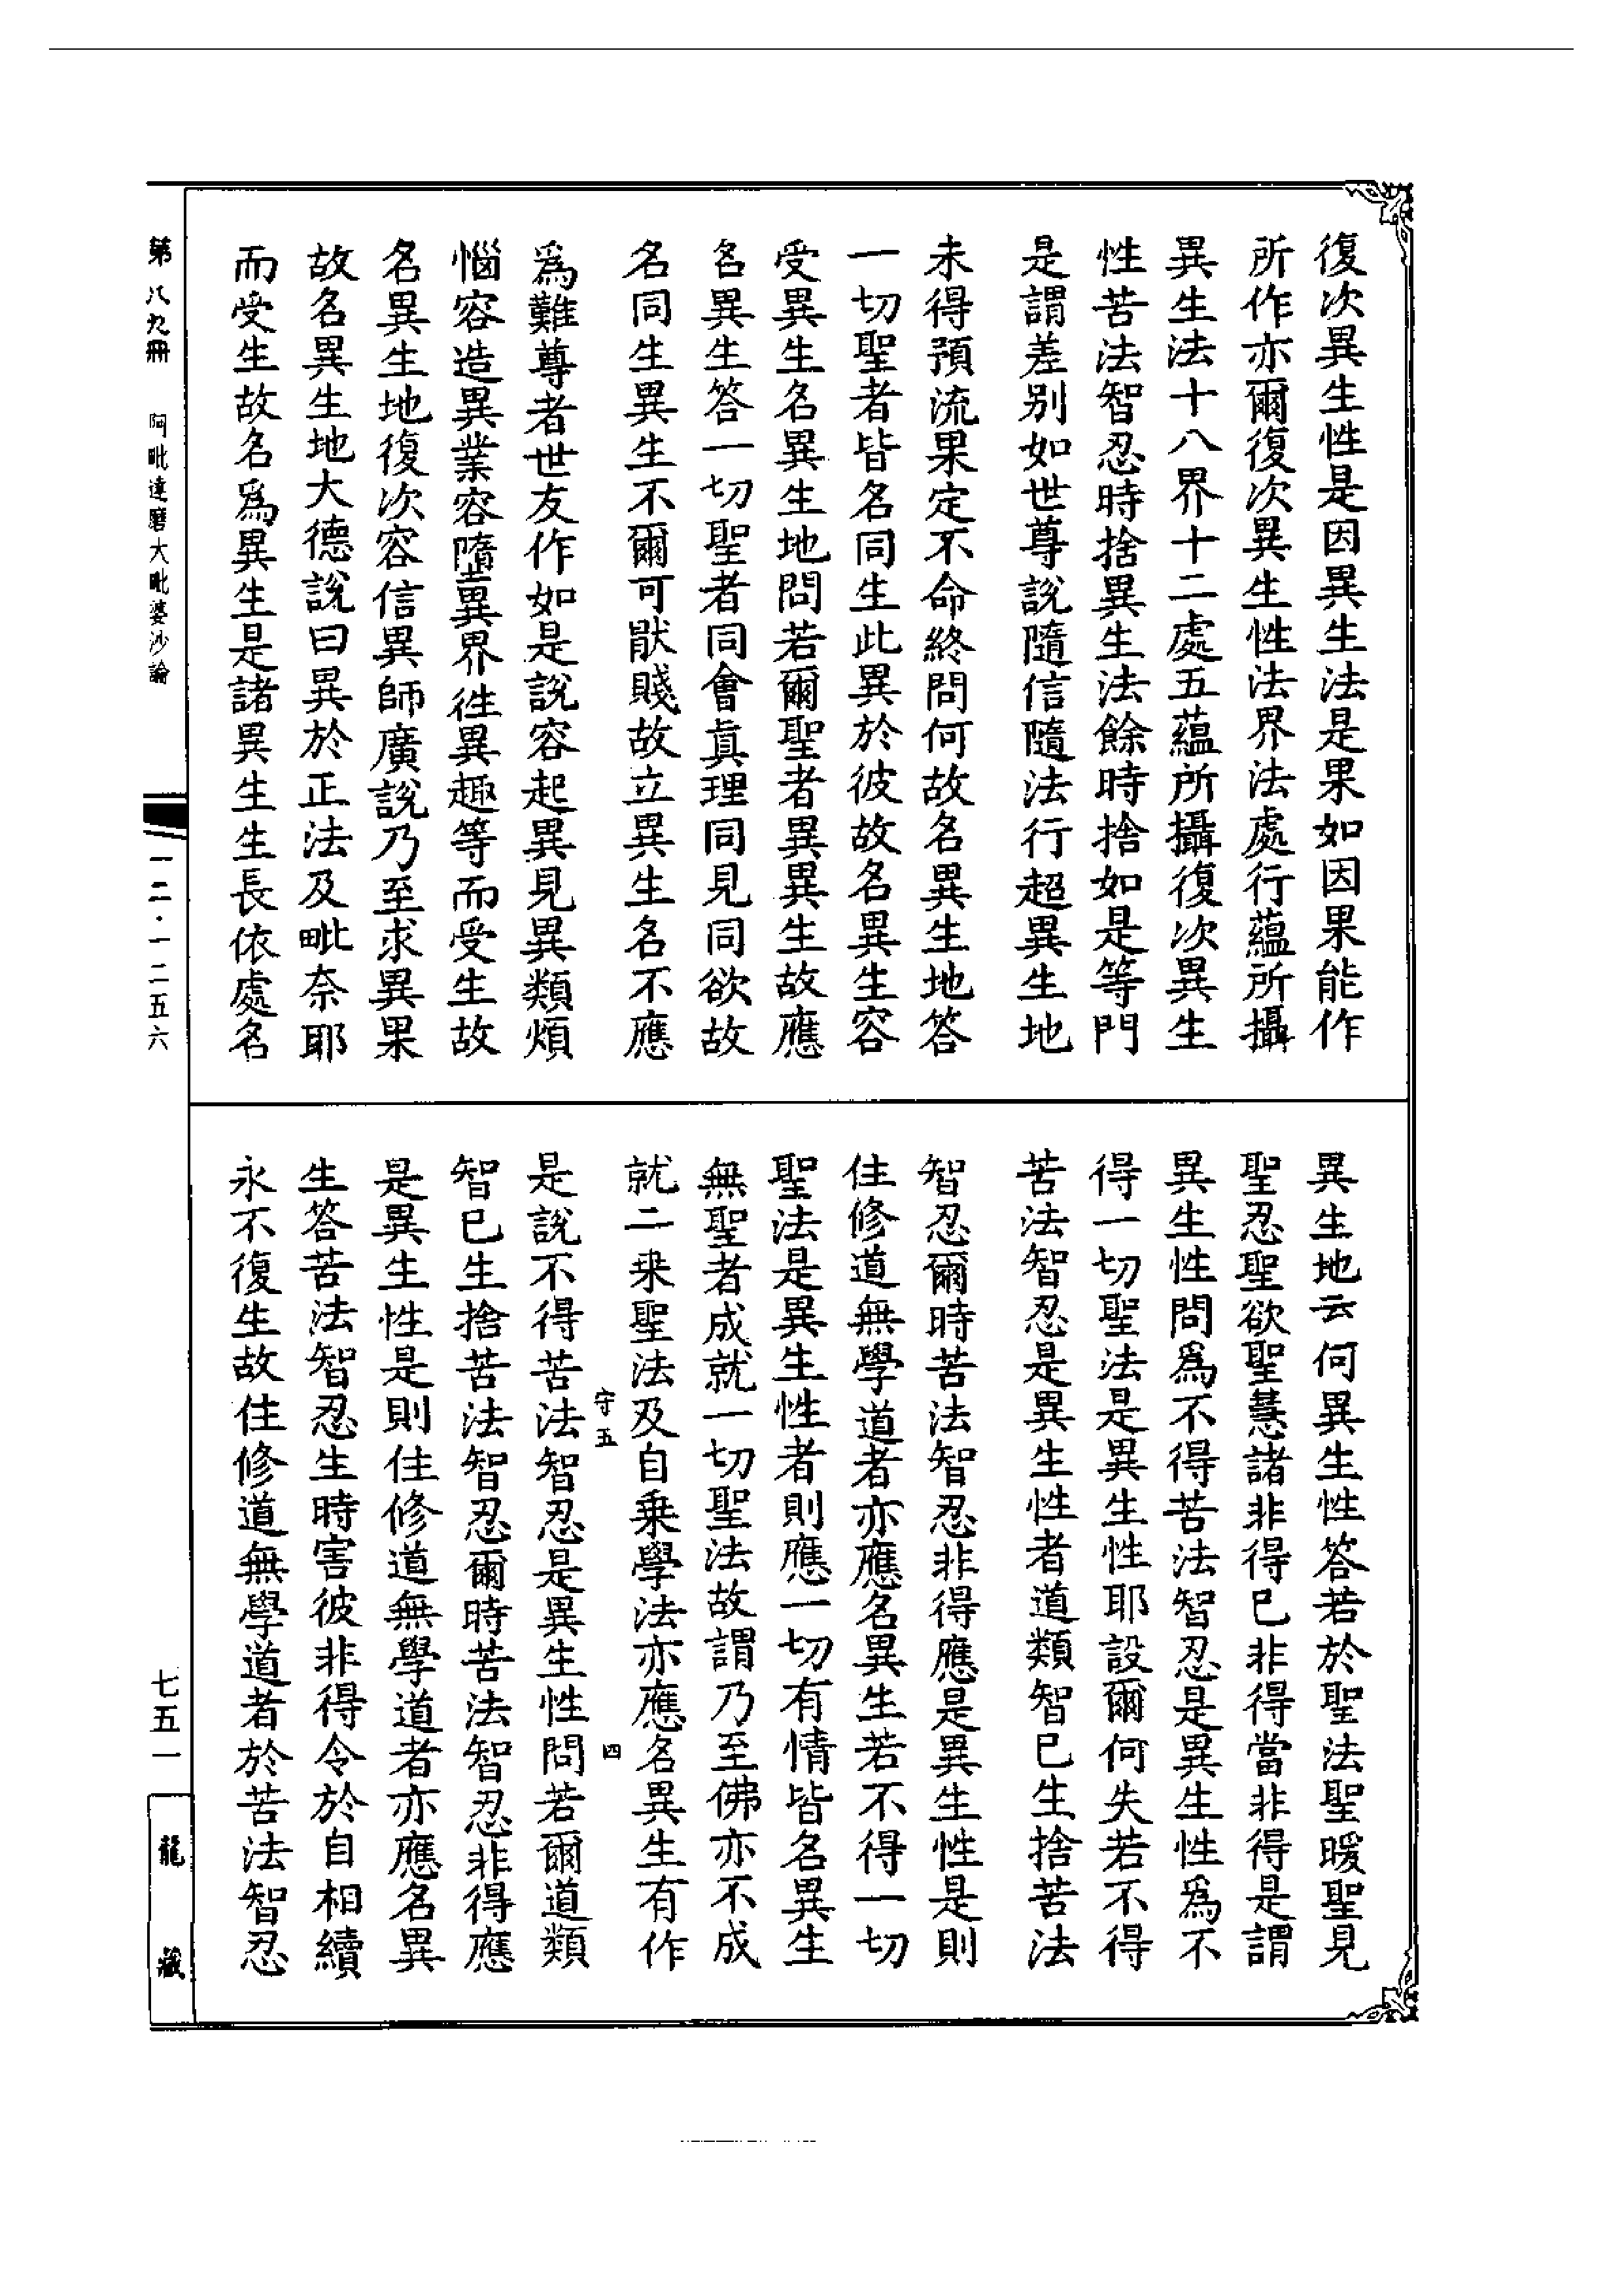 復次異生性是因異生法是果如因果能作
所作亦爾復次異生性法界法處行蘊所攝
異生法十八界十二處五蘊所攝復次異生
性苦法智忍時捨異生法餘時捨如是等門
是謂差别如世尊說隨信隨法行超異生地
未得預流果定不命終問何故名異生地答
一切聖者皆名同生此異於彼故名異生容
受異生名異生地問若爾聖者異異生故應
名異生答一切聖者同會真理同見同欲故
名同生異生不爾可猒賤故立異生名不應
爲難尊者世友作如是說容起異見異類煩
惱容造異業容隨異界徃異趣等而受生故
名異生地復次容信異師廣說乃至求異果
故名異生地大德說曰異於正法及毗奈耶
而受生故名爲異生是諸異生生長依處名
異生地云何異生性答若於聖法聖暖聖見
聖忍聖欲聖慧諸非得已非得當非得是謂
異生性問爲不得苦法智忍是異生性爲不
得一切聖法是異生性耶設爾何失若不得
苦法智忍是異生性者道類智已生捨苦法
智忍爾時苦法智忍非得應是異生性是則
住修道無學道者亦應名異生若不得一切
聖法是異生性者則應一切有情皆名異生
無聖者成就一切聖法故謂乃至佛亦不成
就二乗聖法及自乗學法亦應名異生有作
守五 四
是說不得苦法智忍是異生性問若爾道類
智已生捨苦法智忍爾時苦法智忍非得應
是異生性是則住修道無學道者亦應名異
生答苦法智忍生時害彼非得令於自相續
永不復生故住修道無學道者於苦法智忍
第八九冊 阿毗達磨大毗婆沙論
一二·一二五六
七五一
龍藏